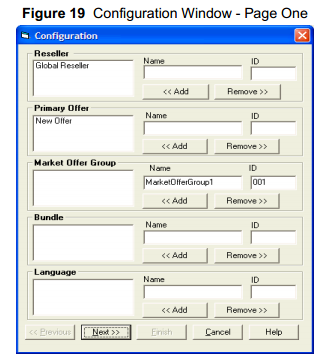 Figure 19 Configuration Window - Page One
Configuration
Reseller
Global Reseller
Name ID
<< Add Remove >>
Primary Offer
New Offer
Name ID
<< Add Remove >>
Market Offer Group
Name ID
MarketOfferGroup1 001
<< Add Remove >>
Bundle
Name ID
<< Add Remove >>
Language
Name ID
<< Add Remove >>
<< Previous Next >> Finish Cancel Help